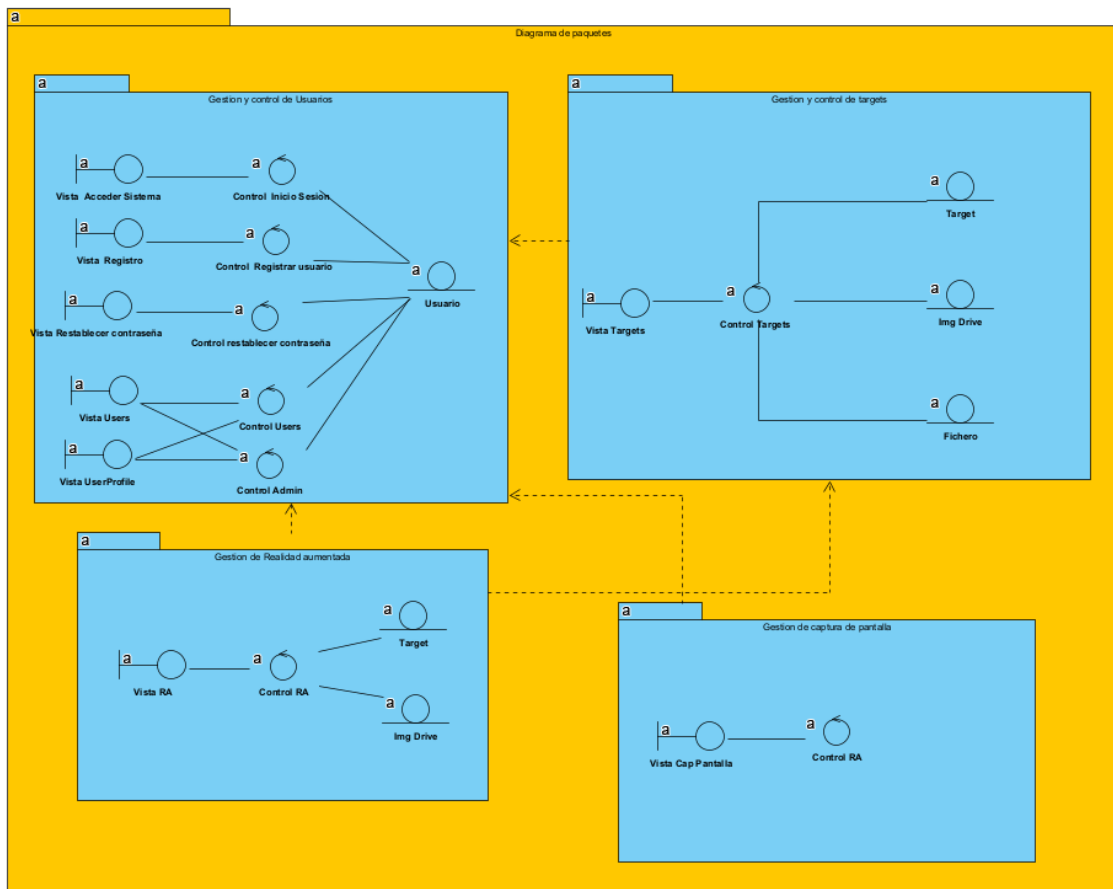 a
Diagrama de paquetes
a
Gestion y control de Usuarios
a
Vista Acceder Sistema
a
Control Inicio Sesión
a
Vista Registro
a
Control Registrar usuario
a
Usuario
a
Vista Restablecer contraseña
a
Control restablecer contraseña
a
Vista Users
a
Control Users
a
Vista UserProfile
a
Control Admin
a
Gestion y control de targets
a
Target
a
Vista Targets
a
Control Targets
a
Img Drive
a
Fichero
a
Gestion de Realidad aumentada
a
Target
a
Vista RA
a
Control RA
a
Img Drive
a
Gestion de captura de pantalla
a
Vista Cap Pantalla
a
Control RA